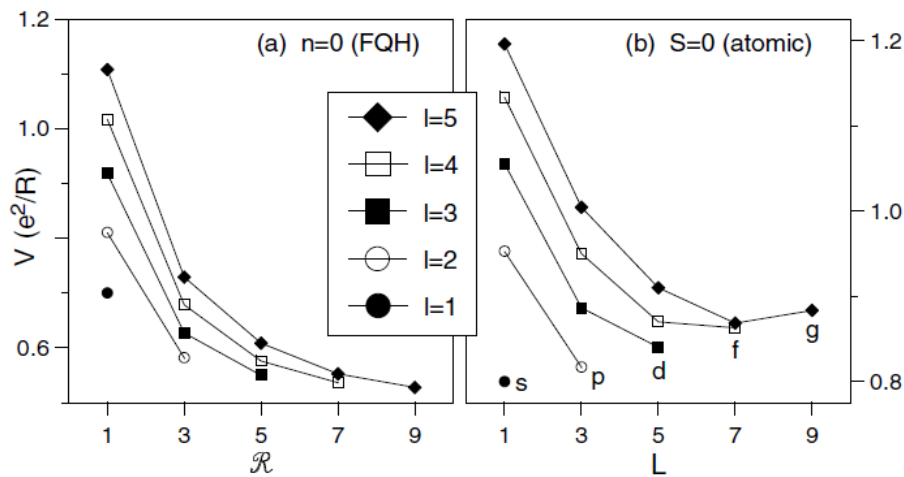 1.2
1.0
0.6
V (e²/R)
(a) n=0 (FQH)
1 3 5 7 9
ℛ
l=5
l=4
l=3
l=2
l=1
(b) S=0 (atomic)
s
p
d
f
g
1.2
1.0
0.8
1 3 5 7 9
L